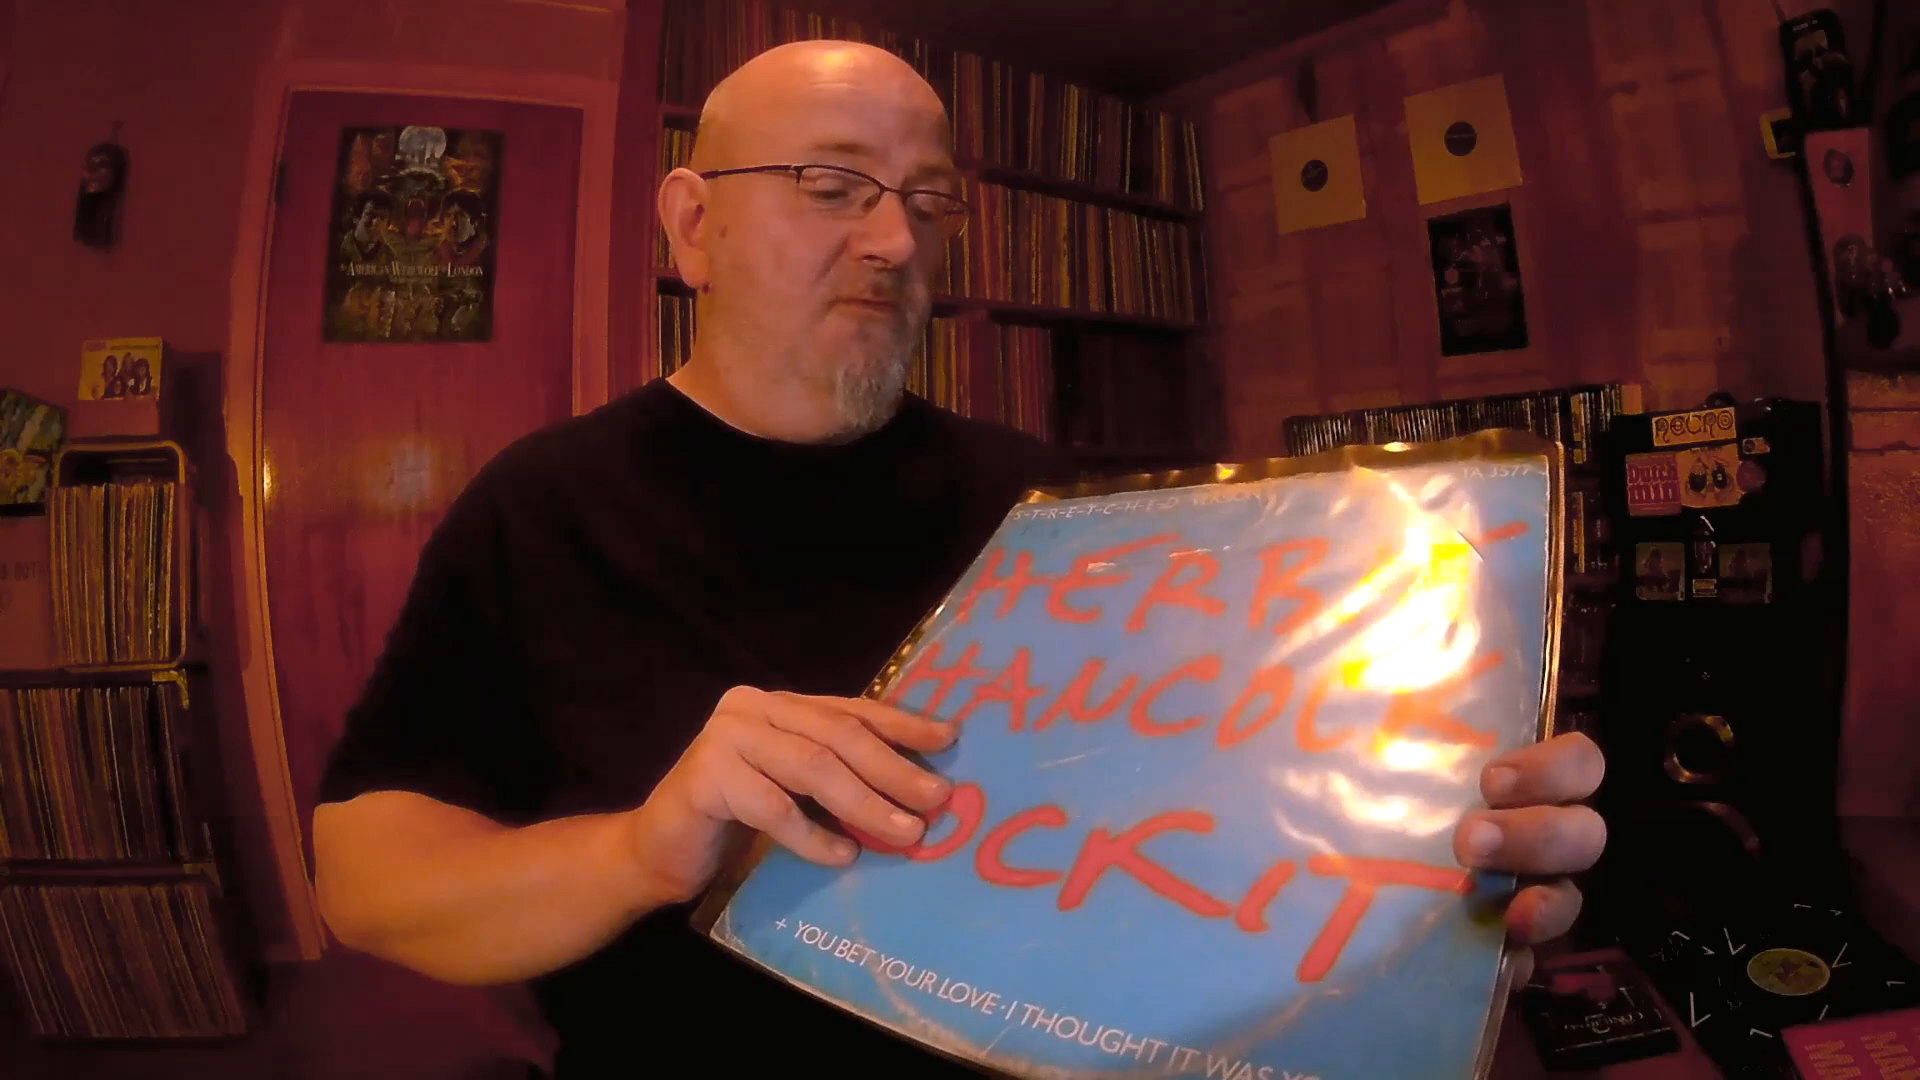 AN AMERICAN WEREWOLF IN LONDON
NECRO
Dutch
S-T-R-E-T-C-H-E-D VERSION
TA 3577
HERBIE
HANCOCK
ROCKIT
+ YOU BET YOUR LOVE · I THOUGHT IT WAS